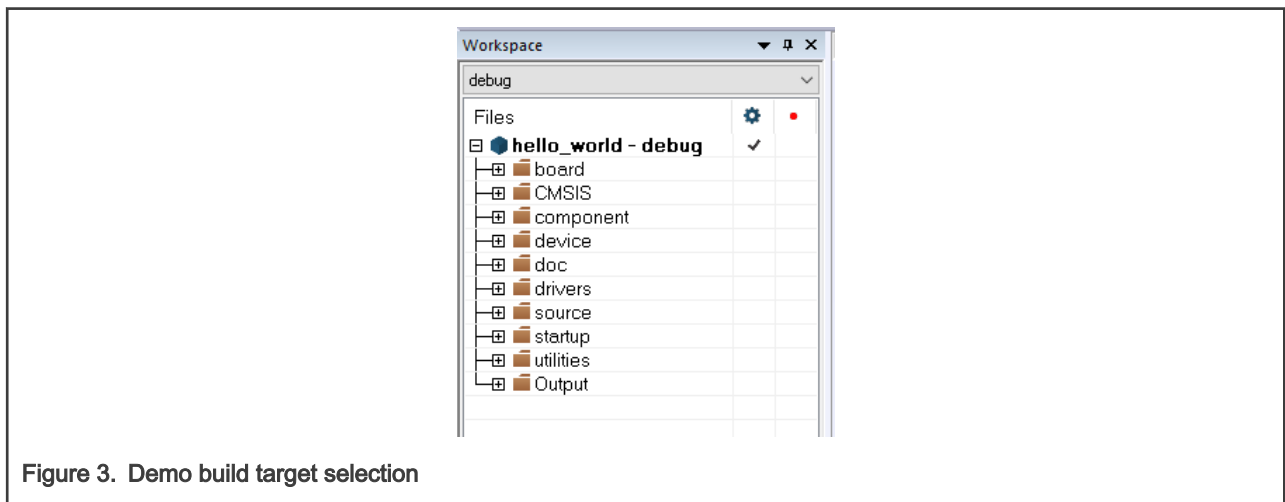 Workspace
debug
Files
hello_world - debug
board
CMSIS
component
device
doc
drivers
source
startup
utilities
Output
Figure 3. Demo build target selection